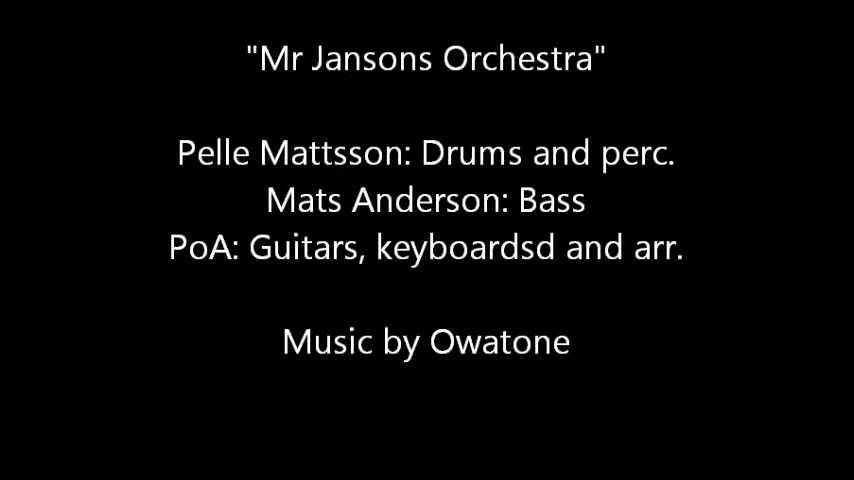 "Mr Jansons Orchestra"
Pelle Mattsson: Drums and perc.
Mats Anderson: Bass
PoA: Guitars, keyboardsd and arr.
Music by Owatone